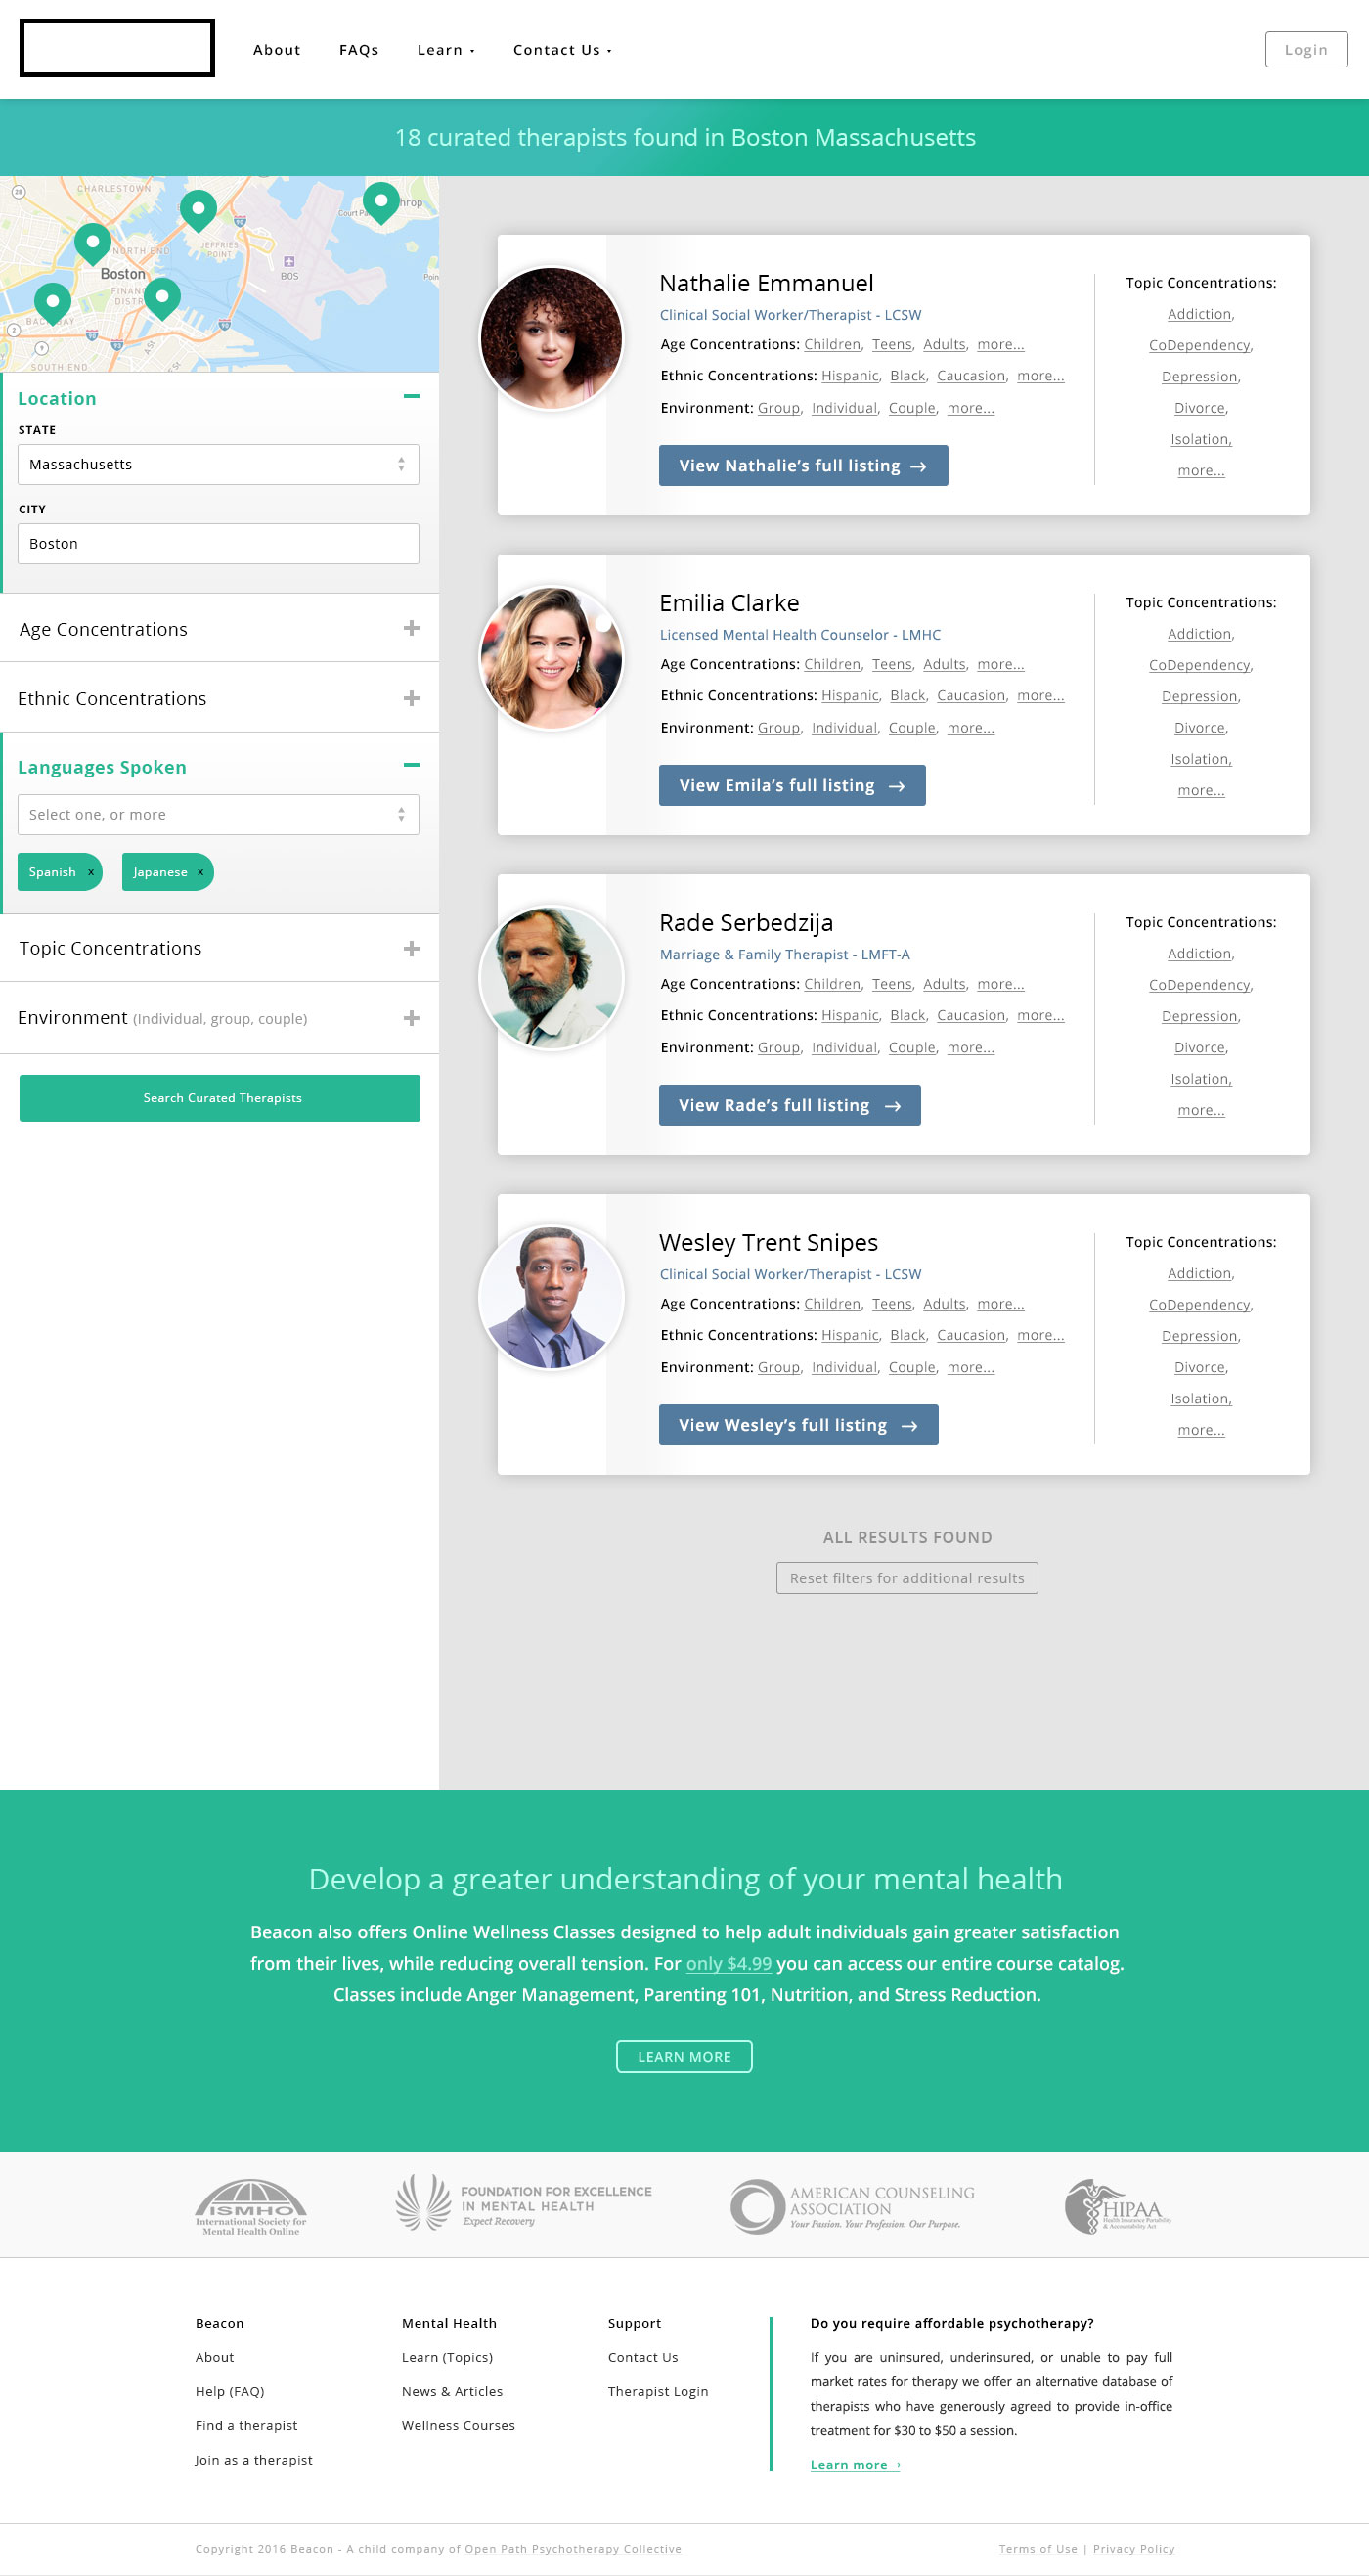 About
FAQs
Learn
Contact Us
Login
18 curated therapists found in Boston Massachusetts
CHARLESTOWN
NORTH END
JEFFRIES
POINT
Boston
BOS
SOUTH END
Location
STATE
Massachusetts
CITY
Boston
Age Concentrations
Ethnic Concentrations
Languages Spoken
Select one, or more
Spanish x
Japanese x
Topic Concentrations
Environment (Individual, group, couple)
Search Curated Therapists
Nathalie Emmanuel
Clinical Social Worker/Therapist - LCSW
Age Concentrations: Children, Teens, Adults, more...
Ethnic Concentrations: Hispanic, Black, Caucasion, more...
Environment: Group, Individual, Couple, more...
View Nathalie’s full listing →
Topic Concentrations:
Addiction,
CoDependency,
Depression,
Divorce,
Isolation,
more...
Emilia Clarke
Licensed Mental Health Counselor - LMHC
Age Concentrations: Children, Teens, Adults, more...
Ethnic Concentrations: Hispanic, Black, Caucasion, more...
Environment: Group, Individual, Couple, more...
View Emila’s full listing →
Topic Concentrations:
Addiction,
CoDependency,
Depression,
Divorce,
Isolation,
more...
Rade Serbedzija
Marriage & Family Therapist - LMFT-A
Age Concentrations: Children, Teens, Adults, more...
Ethnic Concentrations: Hispanic, Black, Caucasion, more...
Environment: Group, Individual, Couple, more...
View Rade’s full listing →
Topic Concentrations:
Addiction,
CoDependency,
Depression,
Divorce,
Isolation,
more...
Wesley Trent Snipes
Clinical Social Worker/Therapist - LCSW
Age Concentrations: Children, Teens, Adults, more...
Ethnic Concentrations: Hispanic, Black, Caucasion, more...
Environment: Group, Individual, Couple, more...
View Wesley’s full listing →
Topic Concentrations:
Addiction,
CoDependency,
Depression,
Divorce,
Isolation,
more...
ALL RESULTS FOUND
Reset filters for additional results
Develop a greater understanding of your mental health
Beacon also offers Online Wellness Classes designed to help adult individuals gain greater satisfaction
from their lives, while reducing overall tension. For only $4.99 you can access our entire course catalog.
Classes include Anger Management, Parenting 101, Nutrition, and Stress Reduction.
LEARN MORE
ISMHO
International Society for
Mental Health Online
FOUNDATION FOR EXCELLENCE
IN MENTAL HEALTH
Expect Recovery
AMERICAN COUNSELING
ASSOCIATION
Your Passion. Your Profession. Our Purpose.
HIPAA
Health Insurance Portability
& Accountability Act
Beacon
About
Help (FAQ)
Find a therapist
Join as a therapist
Mental Health
Learn (Topics)
News & Articles
Wellness Courses
Support
Contact Us
Therapist Login
Do you require affordable psychotherapy?
If you are uninsured, underinsured, or unable to pay full
market rates for therapy we offer an alternative database of
therapists who have generously agreed to provide in-office
treatment for $30 to $50 a session.
Learn more →
Copyright 2016 Beacon - A child company of Open Path Psychotherapy Collective
Terms of Use | Privacy Policy